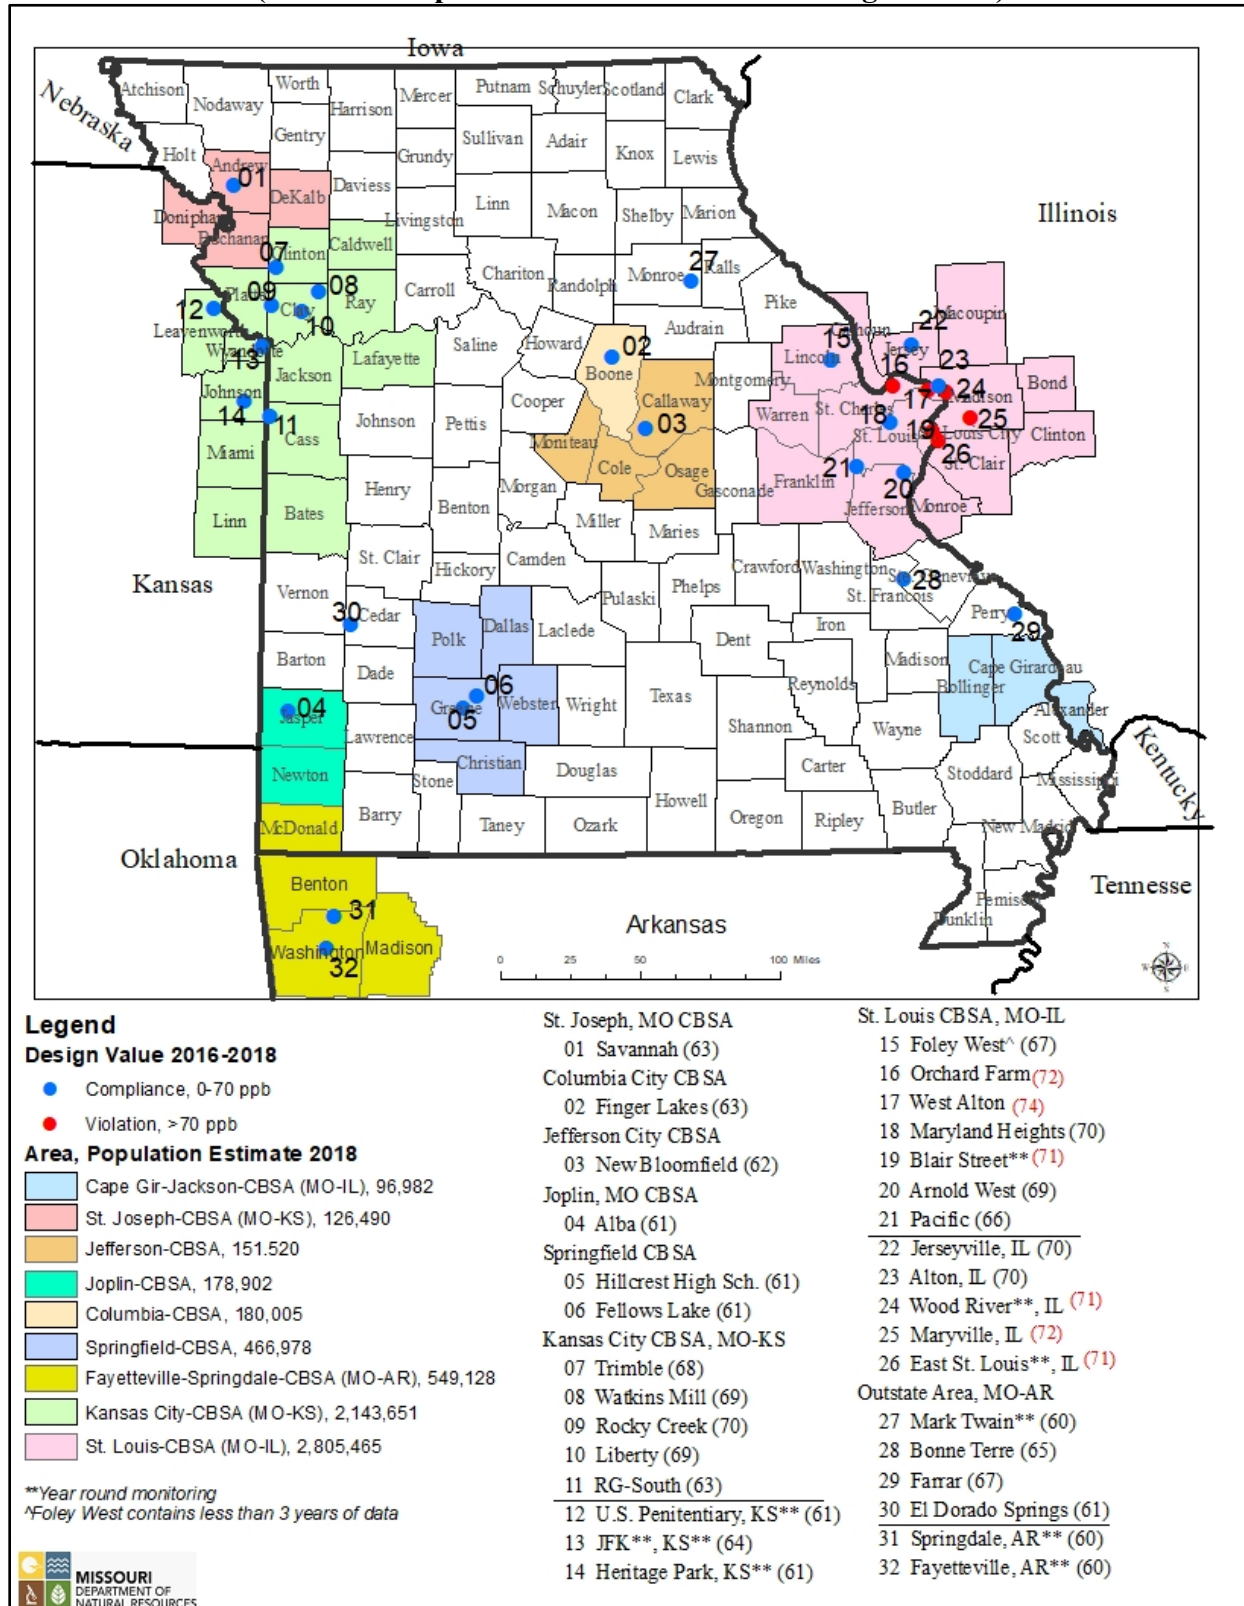 Iowa
Nebraska
Illinois
Kansas
Oklahoma
Arkansas
Kentucky
Tennesse
Atchison
Nodaway
Worth
Gentry
Harrison
Mercer
Putnam
Schuyler
Scotland
Clark
Holt
Andrew
01
DeKalb
Daviess
Grundy
Sullivan
Adair
Knox
Lewis
Doniphan
Buchanan
Clinton
Caldwell
Livingston
Linn
Macon
Shelby
Marion
07
08
09
10
12
13
14
11
Platte
Clay
Ray
Carroll
Chariton
Randolph
Monroe
27
Ralls
Pike
Leavenworth
Wyandotte
Jackson
Lafayette
Saline
Howard
02
Boone
Audrain
Johnson
Johnson
Cass
Pettis
Cooper
Moniteau
Callaway
03
Montgomery
Lincoln
15
Calhoun
22
Jersey
Macoupin
16
23
17
24
Madison
Bond
Warren
St. Charles
18
St. Louis
19
St. Louis City
25
Clinton
26
St. Clair
Miami
Linn
Bates
Henry
Benton
Morgan
Cole
Osage
Gasconade
Franklin
21
20
Jefferson
Monroe
Miller
Maries
St. Clair
Hickory
Camden
Pulaski
Phelps
Crawford
Washington
Ste. Genevieve
28
St. Francois
Perry
29
Vernon
30
Cedar
Polk
Dallas
Laclede
Dent
Iron
Madison
Cape Girardeau
Bollinger
Alexander
Barton
Dade
Greene
05
06
Webster
Wright
Texas
Reynolds
Shannon
Wayne
Scott
04
Jasper
Lawrence
Newton
Christian
Stone
Douglas
Howell
Carter
Stoddard
Mississippi
McDonald
Barry
Taney
Ozark
Oregon
Ripley
Butler
New Madrid
Pemiscot
Dunklin
Benton
31
Washington
32
Madison
0 25 50 100 Miles
N
W E
S
Legend
Design Value 2016-2018
Compliance, 0-70 ppb
Violation, >70 ppb
Area, Population Estimate 2018
Cape Gir-Jackson-CBSA (MO-IL), 96,982
St. Joseph-CBSA (MO-KS), 126,490
Jefferson-CBSA, 151.520
Joplin-CBSA, 178,902
Columbia-CBSA, 180,005
Springfield-CBSA, 466,978
Fayetteville-Springdale-CBSA (MO-AR), 549,128
Kansas City-CBSA (MO-KS), 2,143,651
St. Louis-CBSA (MO-IL), 2,805,465
**Year round monitoring
^Foley West contains less than 3 years of data
MISSOURI
DEPARTMENT OF
NATURAL RESOURCES
St. Joseph, MO CBSA
01 Savannah (63)
Columbia City CBSA
02 Finger Lakes (63)
Jefferson City CBSA
03 New Bloomfield (62)
Joplin, MO CBSA
04 Alba (61)
Springfield CBSA
05 Hillcrest High Sch. (61)
06 Fellows Lake (61)
Kansas City CBSA, MO-KS
07 Trimble (68)
08 Watkins Mill (69)
09 Rocky Creek (70)
10 Liberty (69)
11 RG-South (63)
12 U.S. Penitentiary, KS** (61)
13 JFK**, KS** (64)
14 Heritage Park, KS** (61)
St. Louis CBSA, MO-IL
15 Foley West^ (67)
16 Orchard Farm (72)
17 West Alton (74)
18 Maryland Heights (70)
19 Blair Street** (71)
20 Arnold West (69)
21 Pacific (66)
22 Jerseyville, IL (70)
23 Alton, IL (70)
24 Wood River**, IL (71)
25 Maryville, IL (72)
26 East St. Louis**, IL (71)
Outstate Area, MO-AR
27 Mark Twain** (60)
28 Bonne Terre (65)
29 Farrar (67)
30 El Dorado Springs (61)
31 Springdale, AR** (60)
32 Fayetteville, AR** (60)